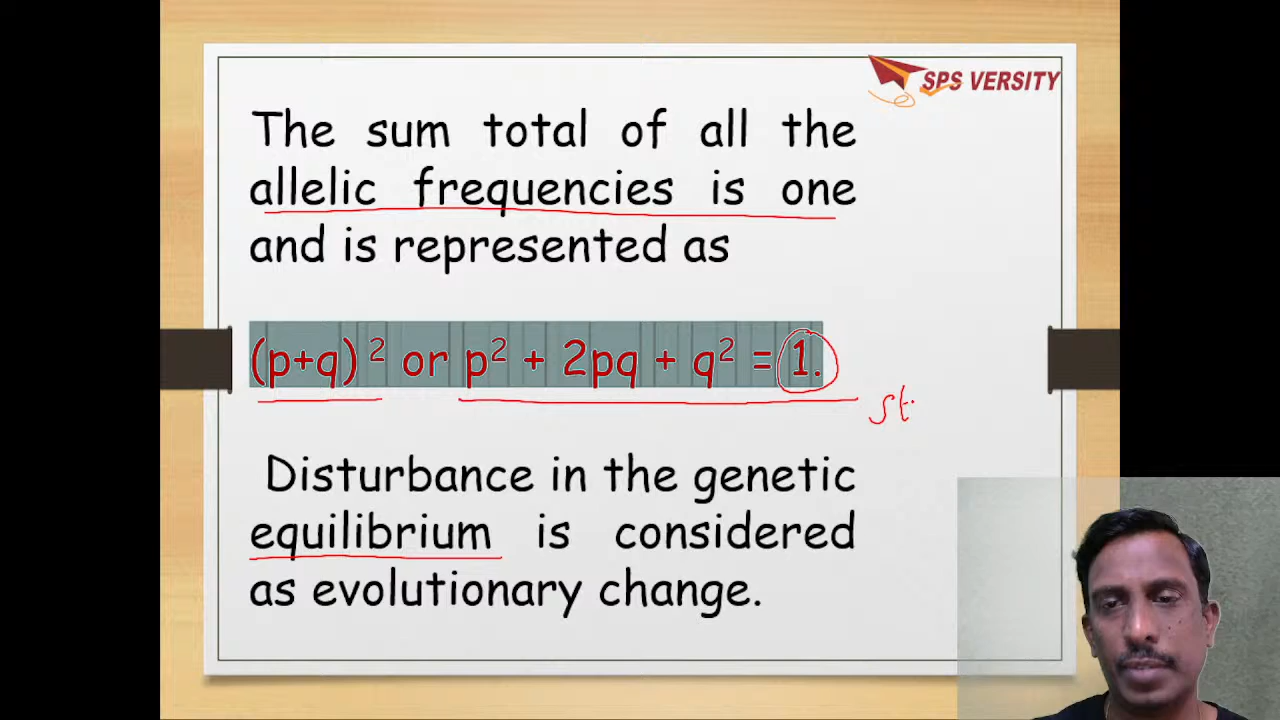 SPS VERSITY
The sum total of all the
allelic frequencies is one
and is represented as
(p+q) ² or p² + 2pq + q² = 1.
st
Disturbance in the genetic
equilibrium is considered
as evolutionary change.